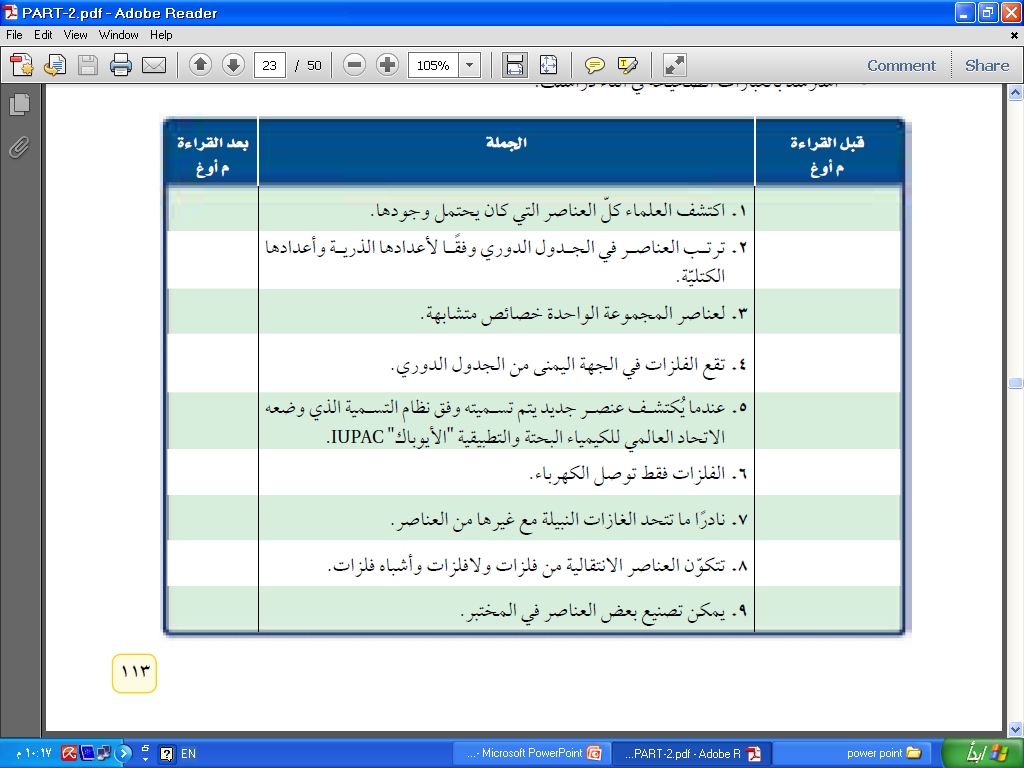 PART-2.pdf - Adobe Reader
File Edit View Window Help
23 / 50 105% Comment Share
قبل القراءة
م أوغ
الجملة
بعد القراءة
م أوغ
١. اكتشف العلماء كلّ العناصر التي كان يحتمل وجودها.
٢. ترتب العناصر في الجدول الدوري وفقًا لأعدادها الذرية وأعدادها
الكتليّة.
٣. لعناصر المجموعة الواحدة خصائص متشابهة.
٤. تقع الفلزات في الجهة اليمنى من الجدول الدوري.
٥. عندما يُكتشف عنصر جديد يتم تسميته وفق نظام التسمية الذي وضعه
الاتحاد العالمي للكيمياء البحتة والتطبيقية "الأيوباك" IUPAC.
٦. الفلزات فقط توصل الكهرباء.
٧. نادرًا ما تتحد الغازات النبيلة مع غيرها من العناصر.
٨. تتكوّن العناصر الانتقالية من فلزات ولافلزات وأشباه فلزات.
٩. يمكن تصنيع بعض العناصر في المختبر.
١١٣
ابدأ
power point
...PART-2.pdf - Adobe R
...- Microsoft PowerPoint
EN
١٠:١٧ م